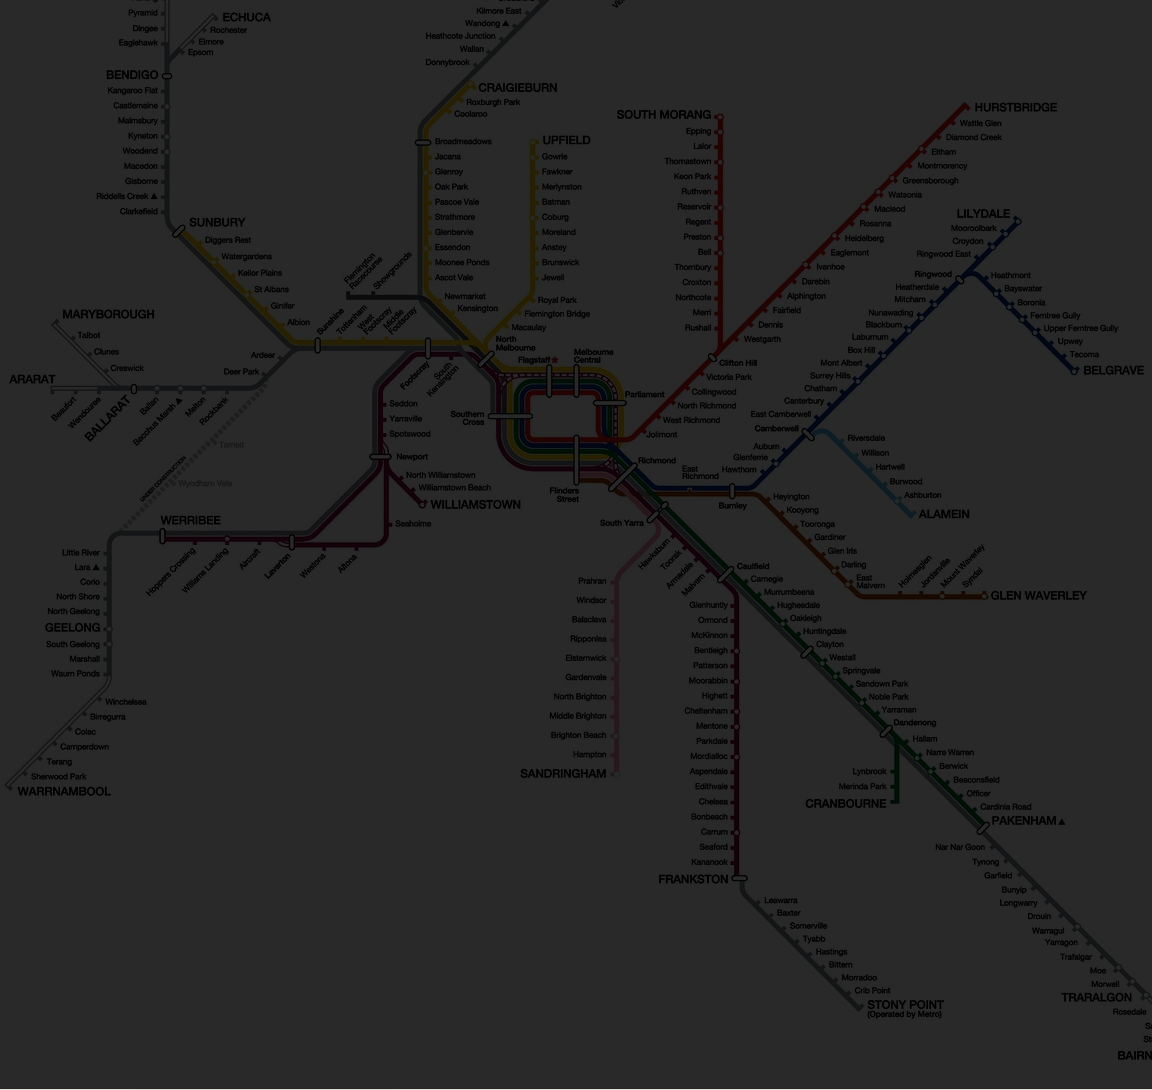 Pyramid
Dingee
Eaglehawk
ECHUCA
Rochester
Elmore
Epsom
BENDIGO
Kangaroo Flat
Castlemaine
Malmsbury
Kyneton
Woodend
Macedon
Gisborne
Riddells Creek ▲
Clarkefield
SUNBURY
Diggers Rest
Watergardens
Keilor Plains
St Albans
Ginifer
Albion
Sunshine
Tottenham
West
Footscray
Middle
Footscray
Kilmore East
Wandong ▲
Heathcote Junction
Wallan
Donnybrook
CRAIGIEBURN
Roxburgh Park
Coolaroo
Broadmeadows
Jacana
Glenroy
Oak Park
Pascoe Vale
Strathmore
Glenbervie
Essendon
Moonee Ponds
Ascot Vale
Newmarket
Kensington
Flemington
Racecourse
Showgrounds
UPFIELD
Gowrie
Fawkner
Merlynston
Batman
Coburg
Moreland
Anstey
Brunswick
Jewell
Royal Park
Flemington Bridge
Macaulay
North
Melbourne
SOUTH MORANG
Epping
Lalor
Thomastown
Keon Park
Ruthven
Reservoir
Regent
Preston
Bell
Thornbury
Croxton
Northcote
Merri
Rushall
HURSTBRIDGE
Wattle Glen
Diamond Creek
Eltham
Montmorency
Greensborough
Watsonia
Macleod
Rosanna
Heidelberg
Eaglemont
Ivanhoe
Darebin
Alphington
Fairfield
Dennis
Westgarth
Clifton Hill
Victoria Park
Collingwood
North Richmond
West Richmond
Jolimont
LILYDALE
Mooroolbark
Croydon
Ringwood East
Ringwood
Heatherdale
Mitcham
Nunawading
Blackburn
Laburnum
Box Hill
Mont Albert
Surrey Hills
Chatham
Canterbury
East Camberwell
Camberwell
Auburn
Glenferrie
Hawthorn
Burnley
East
Richmond
Heathmont
Bayswater
Boronia
Ferntree Gully
Upper Ferntree Gully
Upwey
Tecoma
BELGRAVE
Riversdale
Willison
Hartwell
Burwood
Ashburton
ALAMEIN
Heyington
Kooyong
Tooronga
Gardiner
Glen Iris
Darling
East
Malvern
Holmesglen
Jordanville
Mount Waverley
Syndal
GLEN WAVERLEY
MARYBOROUGH
Talbot
Clunes
Creswick
ARARAT
Beaufort
Wendouree
BALLARAT
Ballan
Bacchus Marsh ▲
Melton
Rockbank
Deer Park
Ardeer
Tarneit
Wyndham Vale
UNDER CONSTRUCTION
Footscray
South
Kensington
Flagstaff
Melbourne
Central
Parliament
Southern
Cross
Flinders
Street
Richmond
South Yarra
Seddon
Yarraville
Spotswood
Newport
North Williamstown
Williamstown Beach
WILLIAMSTOWN
Seaholme
Altona
Westona
Laverton
Aircraft
Williams Landing
Hoppers Crossing
WERRIBEE
Little River
Lara ▲
Corio
North Shore
North Geelong
GEELONG
South Geelong
Marshall
Waurn Ponds
Winchelsea
Birregurra
Colac
Camperdown
Terang
Sherwood Park
WARRNAMBOOL
Prahran
Windsor
Balaclava
Ripponlea
Elsternwick
Gardenvale
North Brighton
Middle Brighton
Brighton Beach
Hampton
SANDRINGHAM
Hawksburn
Toorak
Armadale
Malvern
Caulfield
Glenhuntly
Ormond
McKinnon
Bentleigh
Patterson
Moorabbin
Highett
Cheltenham
Mentone
Parkdale
Mordialloc
Aspendale
Edithvale
Chelsea
Bonbeach
Carrum
Seaford
Kananook
FRANKSTON
Leawarra
Baxter
Somerville
Tyabb
Hastings
Bittern
Morradoo
Crib Point
STONY POINT
(Operated by Metro)
Carnegie
Murrumbeena
Hughesdale
Oakleigh
Huntingdale
Clayton
Westall
Springvale
Sandown Park
Noble Park
Yarraman
Dandenong
Hallam
Narre Warren
Berwick
Beaconsfield
Officer
Cardinia Road
PAKENHAM ▲
Lynbrook
Merinda Park
CRANBOURNE
Nar Nar Goon
Tynong
Garfield
Bunyip
Longwarry
Drouin
Warragul
Yarragon
Trafalgar
Moe
Morwell
TRARALGON
Rosedale
BAIRN